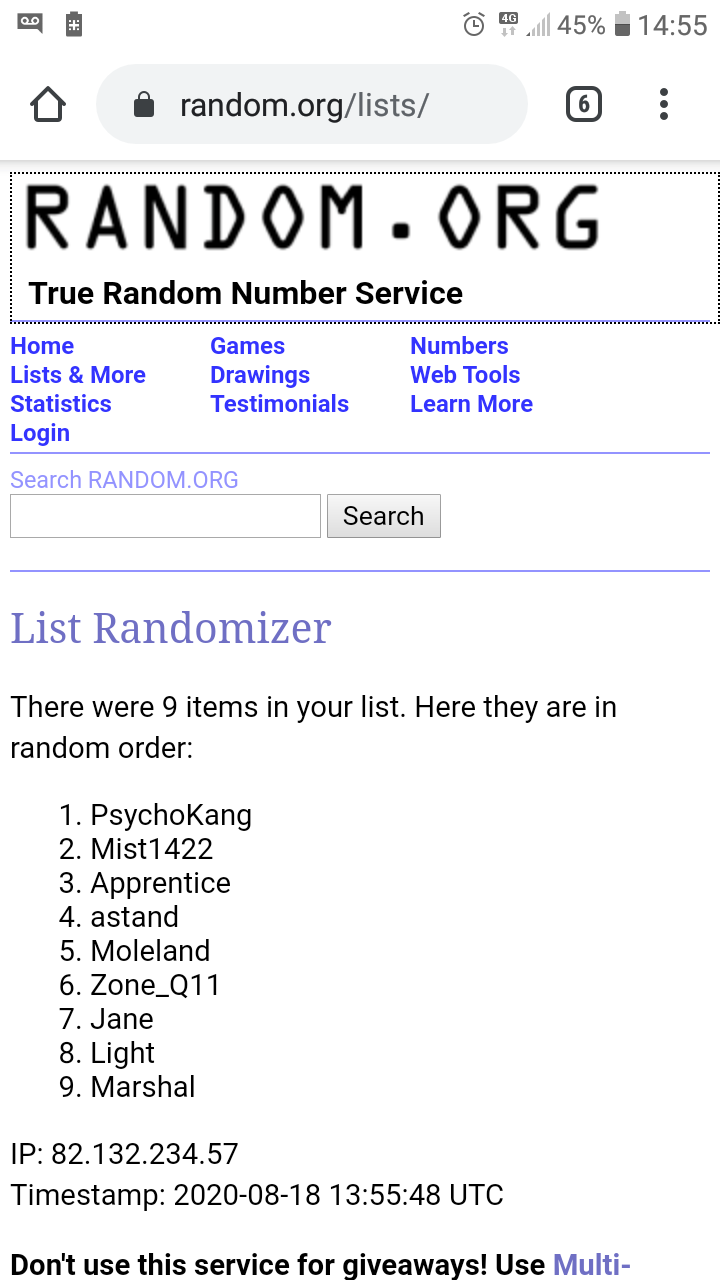 4G 45% 14:55
random.org/lists/ 6
RANDOM.ORG
True Random Number Service
Home Games Numbers
Lists & More Drawings Web Tools
Statistics Testimonials Learn More
Login
Search RANDOM.ORG
Search
List Randomizer
There were 9 items in your list. Here they are in
random order:
1. PsychoKang
2. Mist1422
3. Apprentice
4. astand
5. Moleland
6. Zone_Q11
7. Jane
8. Light
9. Marshal
IP: 82.132.234.57
Timestamp: 2020-08-18 13:55:48 UTC
Don't use this service for giveaways! Use Multi-